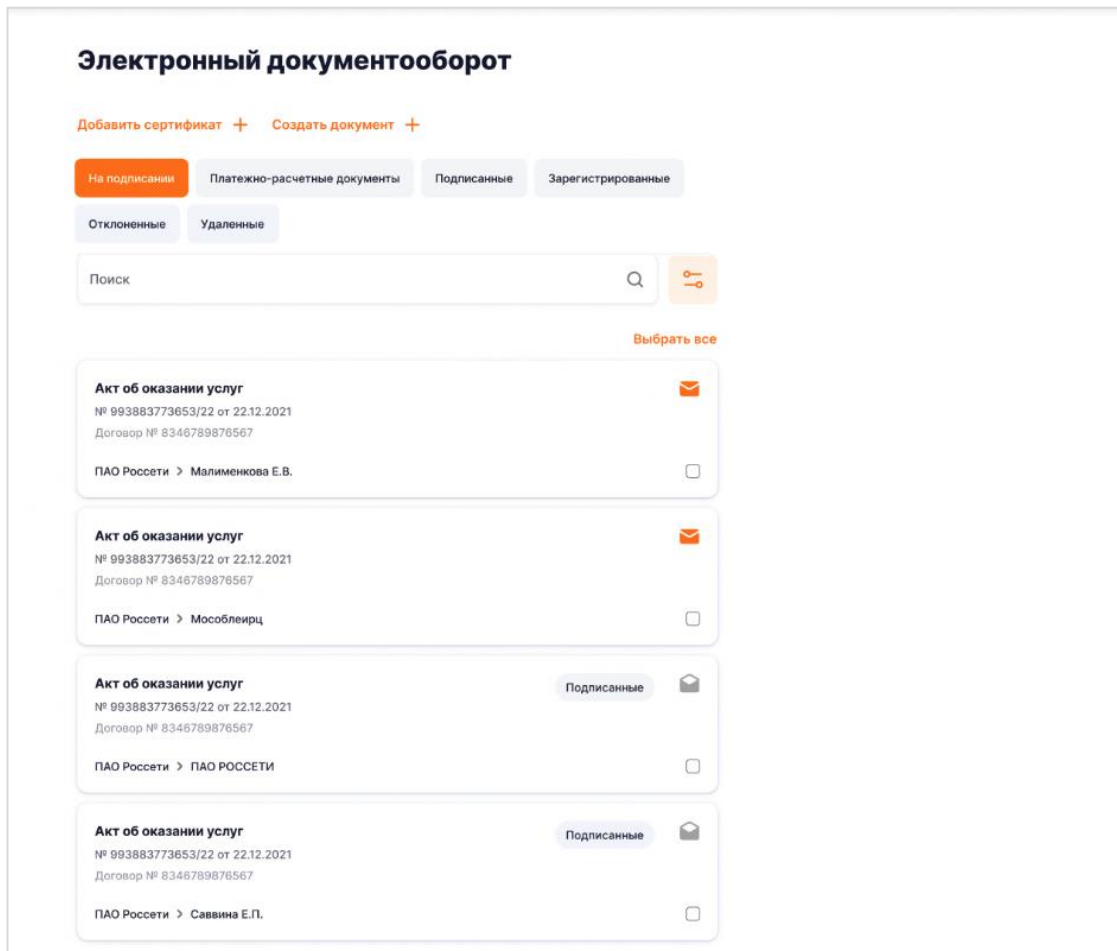 Электронный документооборот
Добавить сертификат + Создать документ +
На подписании Платежно-расчетные документы Подписанные Зарегистрированные
Отклоненные Удаленные
Поиск
Выбрать все
Акт об оказании услуг
№ 993883773653/22 от 22.12.2021
Договор № 8346789876567
ПАО Россети > Малименкова Е.В.
Акт об оказании услуг
№ 993883773653/22 от 22.12.2021
Договор № 8346789876567
ПАО Россети > Мособлеирц
Акт об оказании услуг Подписанные
№ 993883773653/22 от 22.12.2021
Договор № 8346789876567
ПАО Россети > ПАО РОССЕТИ
Акт об оказании услуг Подписанные
№ 993883773653/22 от 22.12.2021
Договор № 8346789876567
ПАО Россети > Саввина Е.П.